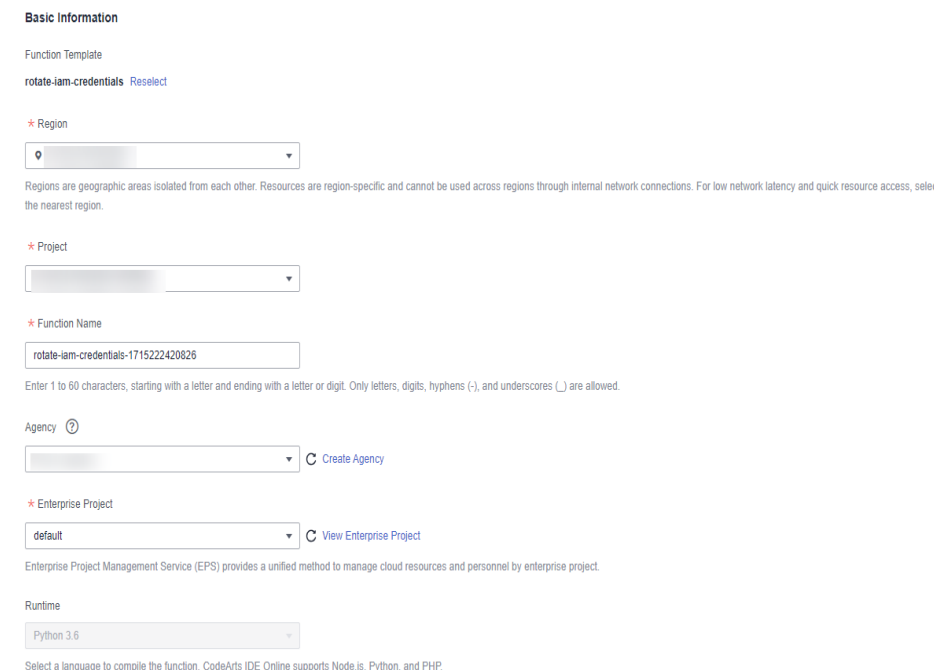 Basic Information
Function Template
rotate-iam-credentials Reselect
* Region
Regions are geographic areas isolated from each other. Resources are region-specific and cannot be used across regions through internal network connections. For low network latency and quick resource access, sele
the nearest region.
* Project
* Function Name
rotate-iam-credentials-1715222420826
Enter 1 to 60 characters, starting with a letter and ending with a letter or digit. Only letters, digits, hyphens (-), and underscores (_) are allowed.
Agency ?
Create Agency
* Enterprise Project
default View Enterprise Project
Enterprise Project Management Service (EPS) provides a unified method to manage cloud resources and personnel by enterprise project.
Runtime
Python 3.6
Select a language to compile the function. CodeArts IDE Online supports Node.js, Python, and PHP.